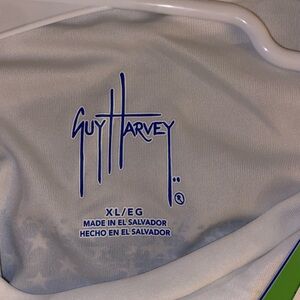 GUY HARVEY ®
XL/EG
MADE IN EL SALVADOR
HECHO EN EL SALVADOR